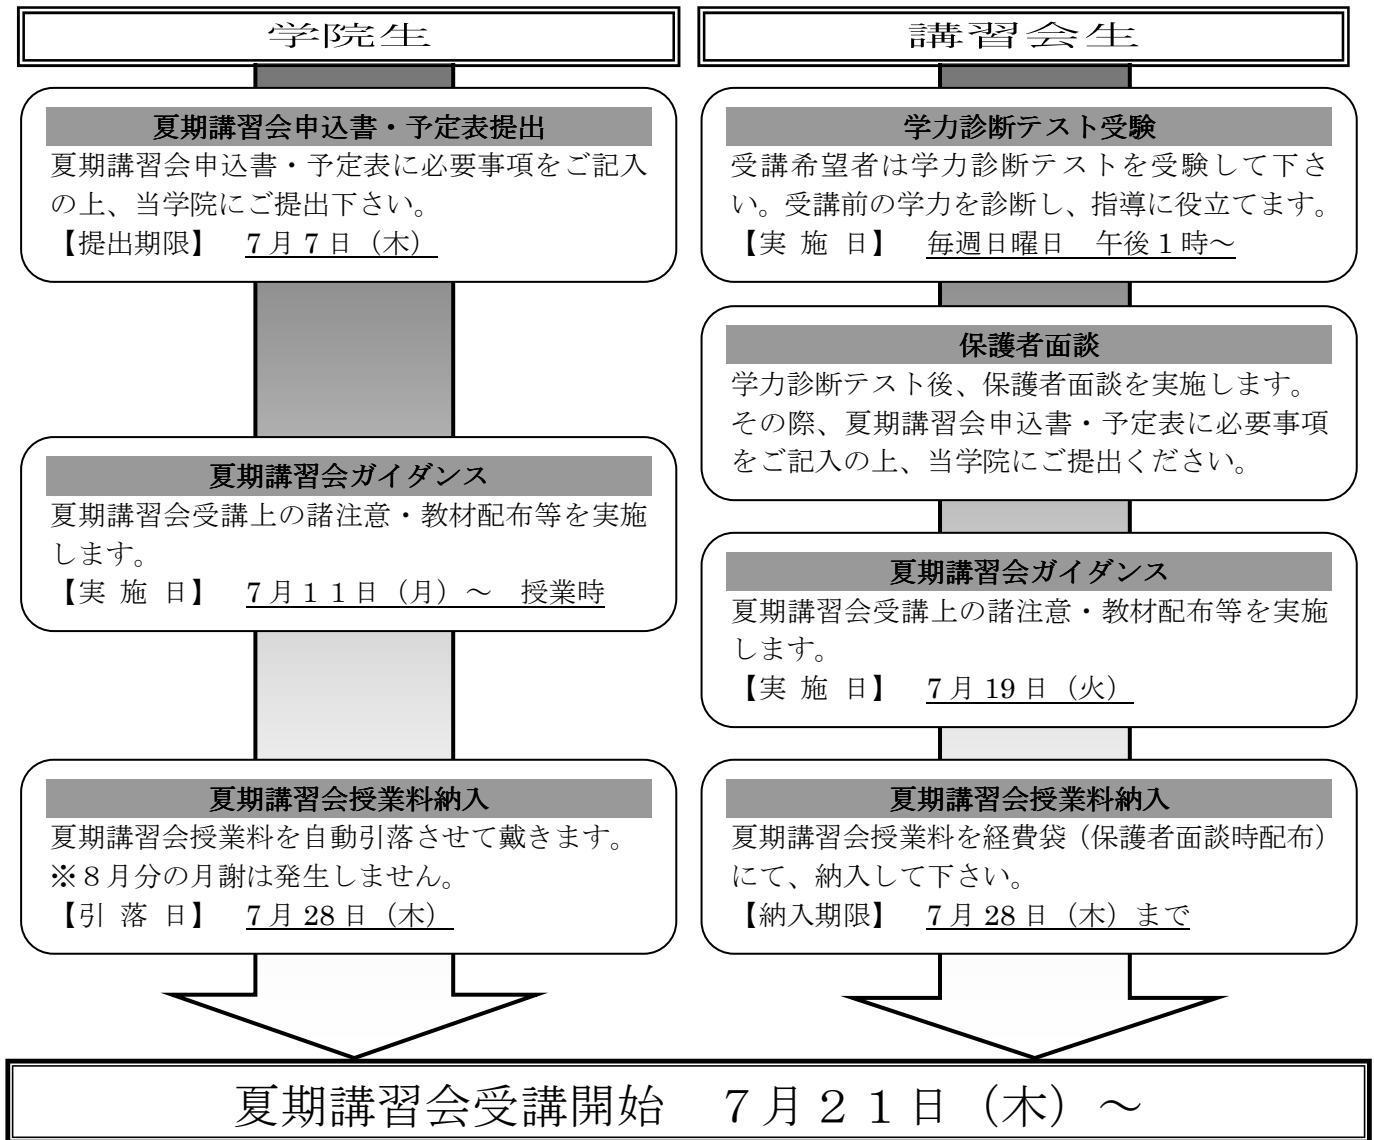 学院生
夏期講習会申込書・予定表提出
夏期講習会申込書・予定表に必要事項をご記入
の上、当学院にご提出下さい。
【提出期限】　7月7日（木）
夏期講習会ガイダンス
夏期講習会受講上の諸注意・教材配布等を実施
します。
【実 施 日】　7月11日（月）～　授業時
夏期講習会授業料納入
夏期講習会授業料を自動引落させて戴きます。
※８月分の月謝は発生しません。
【引 落 日】　7月28日（木）
講習会生
学力診断テスト受験
受講希望者は学力診断テストを受験して下さ
い。受講前の学力を診断し、指導に役立てます。
【実 施 日】　毎週日曜日　午後1時～
保護者面談
学力診断テスト後、保護者面談を実施します。
その際、夏期講習会申込書・予定表に必要事項
をご記入の上、当学院にご提出ください。
夏期講習会ガイダンス
夏期講習会受講上の諸注意・教材配布等を実施
します。
【実 施 日】　7月19日（火）
夏期講習会授業料納入
夏期講習会授業料を経費袋（保護者面談時配布）
にて、納入して下さい。
【納入期限】　7月28日（木）まで
夏期講習会受講開始　７月２１日（木）～